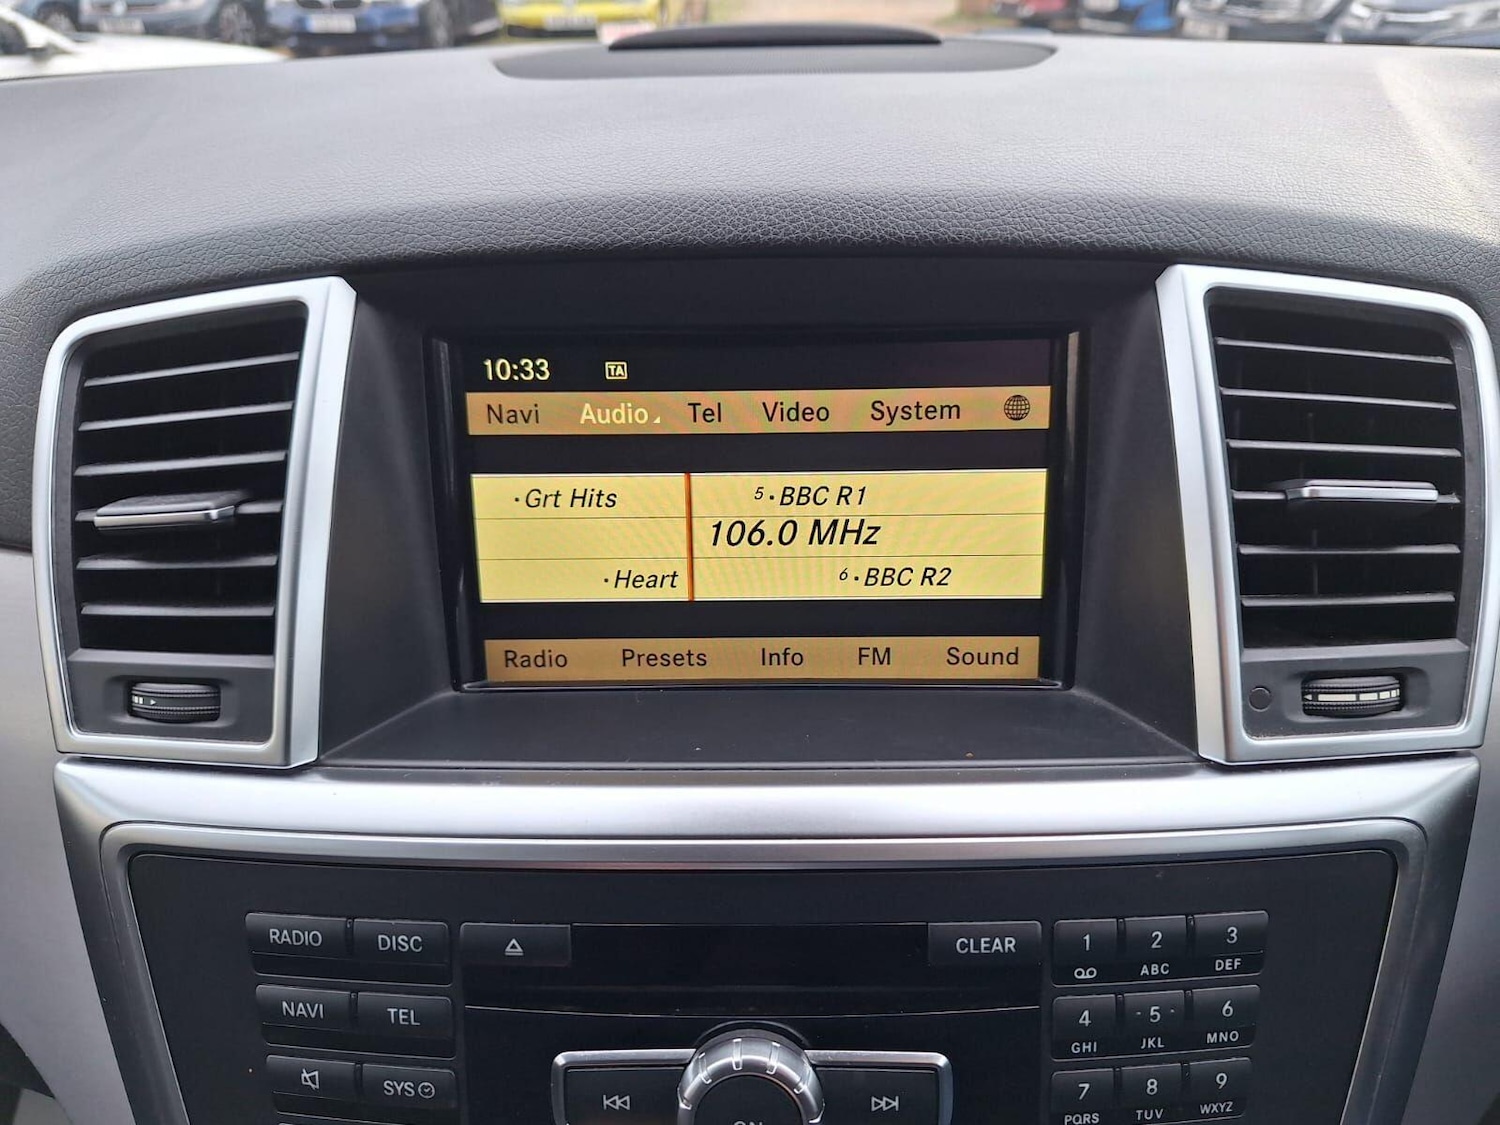 10:33 TA
Navi Audio Tel Video System
·Grt Hits 5·BBC R1
106.0 MHz
·Heart 6·BBC R2
Radio Presets Info FM Sound
RADIO DISC CLEAR 1 2 3
ABC DEF
NAVI TEL 4 ·5· 6
GHI JKL MNO
SYS 7 8 9
PQRS TUV WXYZ
ON